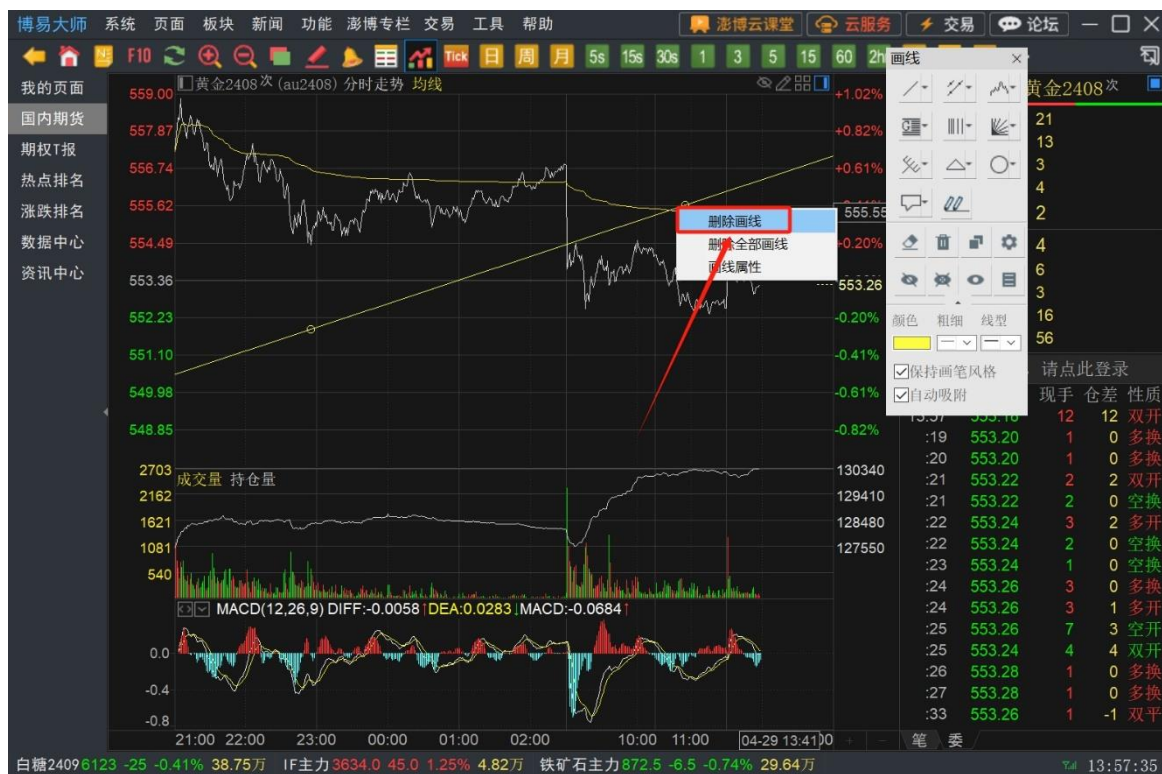 博易大师 系统 页面 板块 新闻 功能 澎博专栏 交易 工具 帮助 澎博云课堂 云服务 交易 论坛
F10 Tick 日 周 月 5s 15s 30s 1 3 5 15 60 2h
我的页面
国内期货
期权T报
热点排名
涨跌排名
数据中心
资讯中心
黄金2408次 (au2408) 分时走势 均线
559.00 +1.02%
557.87 +0.82%
556.74 +0.61%
555.62 555.55
554.49 +0.20%
553.36 553.26
552.23 -0.20%
551.10 -0.41%
549.98 -0.61%
548.85 -0.82%
删除画线
删除全部画线
画线属性
画线
颜色 粗细 线型
保持画笔风格
自动吸附
黄金2408次
21
13
3
4
2
4
6
3
16
56
请点此登录
现手 仓差 性质
13:57 553.18 12 12 双开
:19 553.20 1 0 多换
:20 553.20 1 0 多换
:21 553.22 2 2 双开
:21 553.22 2 0 空换
:22 553.24 3 2 多开
:22 553.24 2 0 空换
:23 553.24 1 0 空换
:24 553.26 3 0 多换
:24 553.26 3 1 多开
:25 553.26 7 3 空开
:25 553.24 4 4 双开
:26 553.28 1 0 多换
:27 553.28 1 0 多换
:33 553.26 1 -1 双平
笔 委
成交量 持仓量
2703 130340
2162 129410
1621 128480
1081 127550
540
MACD(12,26,9) DIFF:-0.0058↑DEA:0.0283↓MACD:-0.0684↑
0.0
-0.4
-0.8
21:00 22:00 23:00 00:00 01:00 02:00 10:00 11:00 04-29 13:41
白糖2409 6123 -25 -0.41% 38.75万 IF主力 3634.0 45.0 1.25% 4.82万 铁矿石主力 872.5 -6.5 -0.74% 29.64万 13:57:35